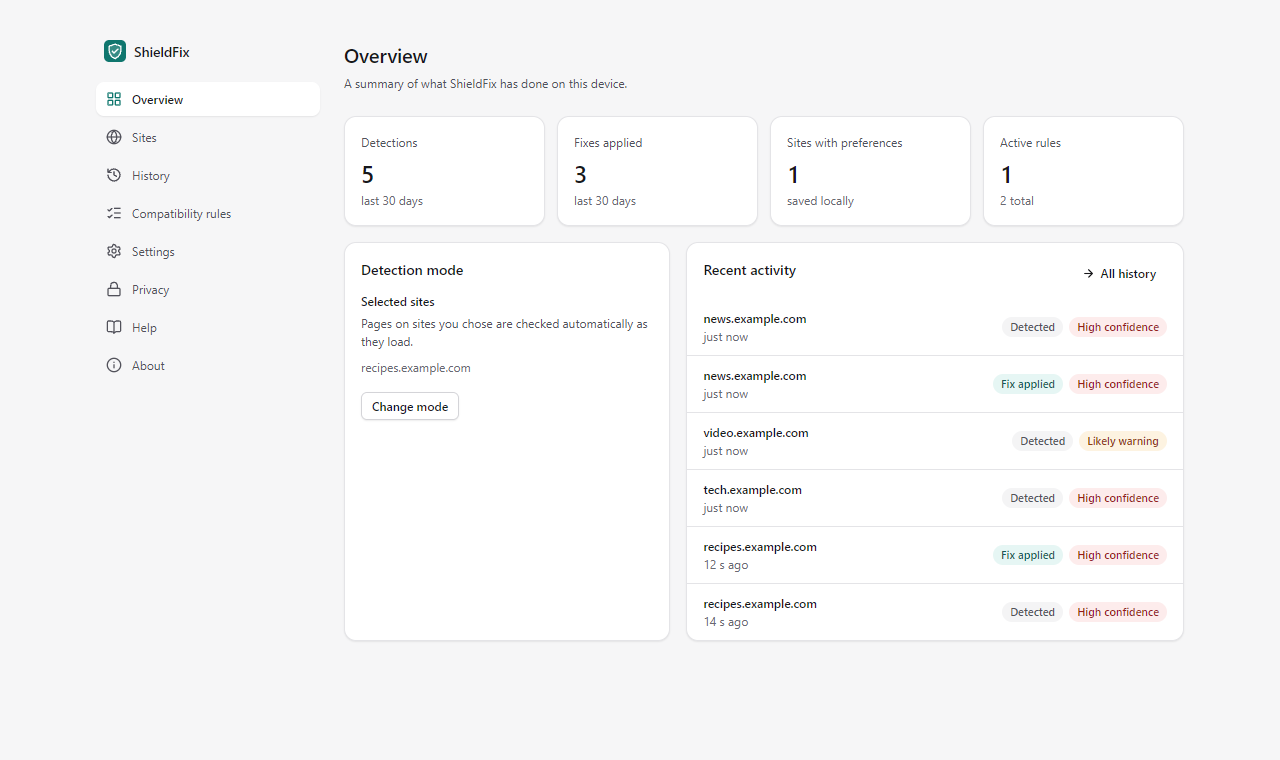 ShieldFix
Overview
Sites
History
Compatibility rules
Settings
Privacy
Help
About
Overview
A summary of what ShieldFix has done on this device.
Detections
5
last 30 days
Fixes applied
3
last 30 days
Sites with preferences
1
saved locally
Active rules
1
2 total
Detection mode
Selected sites
Pages on sites you chose are checked automatically as
they load.
recipes.example.com
Change mode
Recent activity
All history
news.example.com
just now
Detected
High confidence
news.example.com
just now
Fix applied
High confidence
video.example.com
just now
Detected
Likely warning
tech.example.com
just now
Detected
High confidence
recipes.example.com
12 s ago
Fix applied
High confidence
recipes.example.com
14 s ago
Detected
High confidence